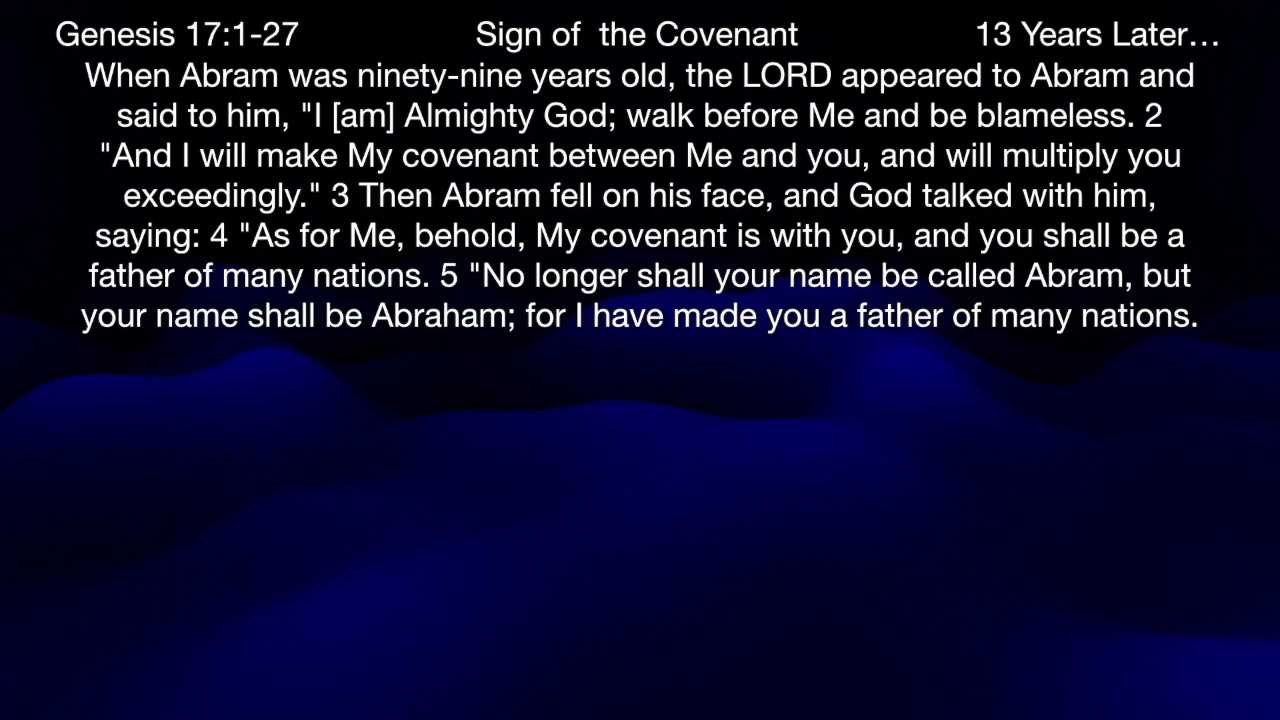 Genesis 17:1-27 Sign of  the Covenant 13 Years Later…
When Abram was ninety-nine years old, the LORD appeared to Abram and
said to him, "I [am] Almighty God; walk before Me and be blameless. 2
"And I will make My covenant between Me and you, and will multiply you
exceedingly." 3 Then Abram fell on his face, and God talked with him,
saying: 4 "As for Me, behold, My covenant is with you, and you shall be a
father of many nations. 5 "No longer shall your name be called Abram, but
your name shall be Abraham; for I have made you a father of many nations.